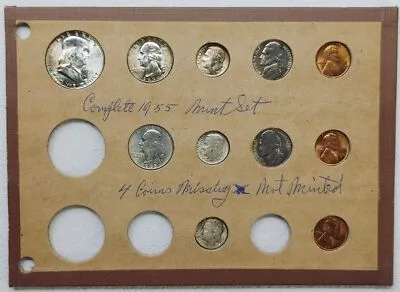 Complete 1955 Mint Set
4 Coins Missing Not Minted